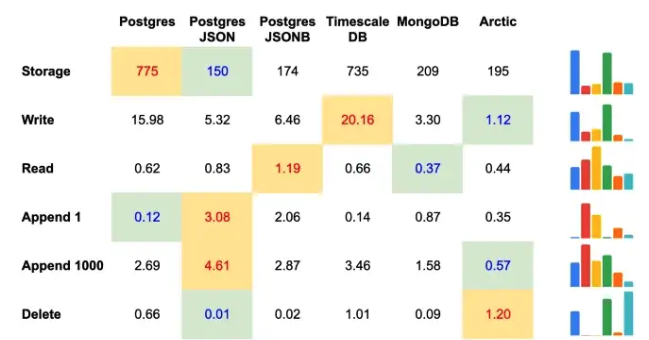 Postgres Postgres JSON Postgres JSONB Timescale DB MongoDB Arctic
Storage 775 150 174 735 209 195
Write 15.98 5.32 6.46 20.16 3.30 1.12
Read 0.62 0.83 1.19 0.66 0.37 0.44
Append 1 0.12 3.08 2.06 0.14 0.87 0.35
Append 1000 2.69 4.61 2.87 3.46 1.58 0.57
Delete 0.66 0.01 0.02 1.01 0.09 1.20